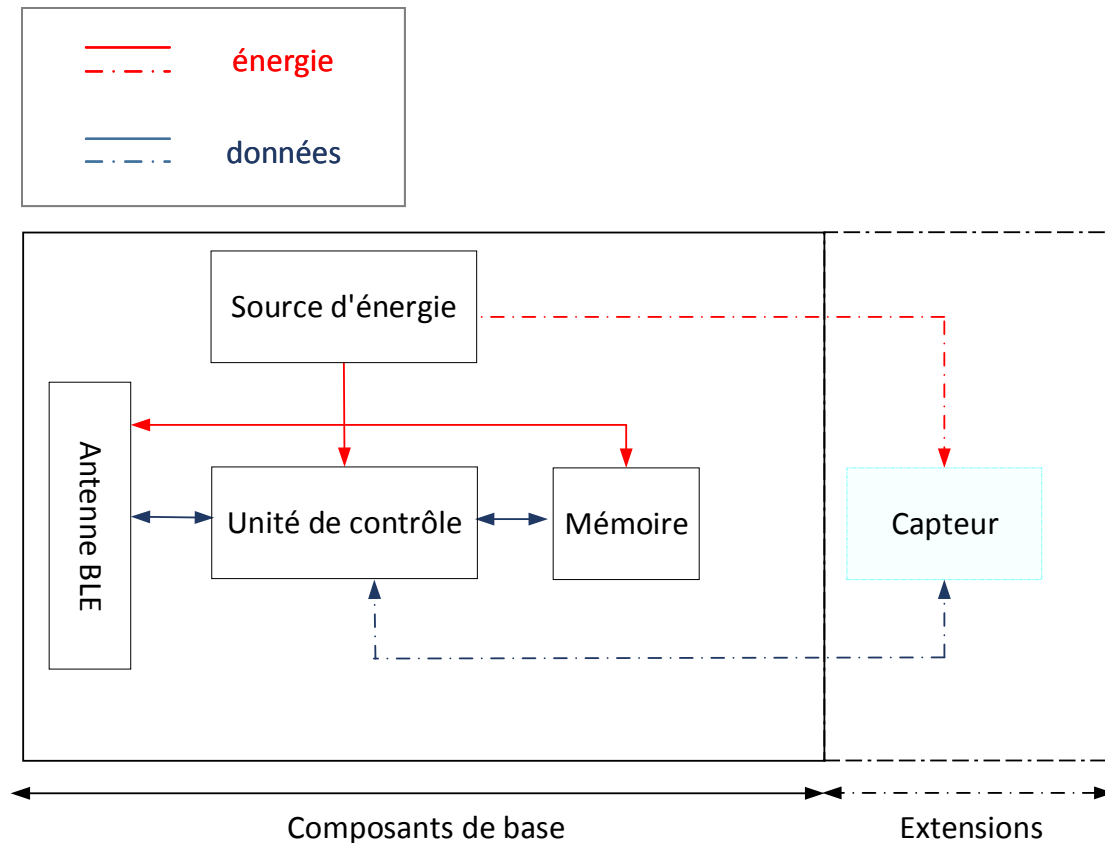 énergie
données
Source d'énergie
Antenne BLE
Unité de contrôle
Mémoire
Capteur
Composants de base
Extensions